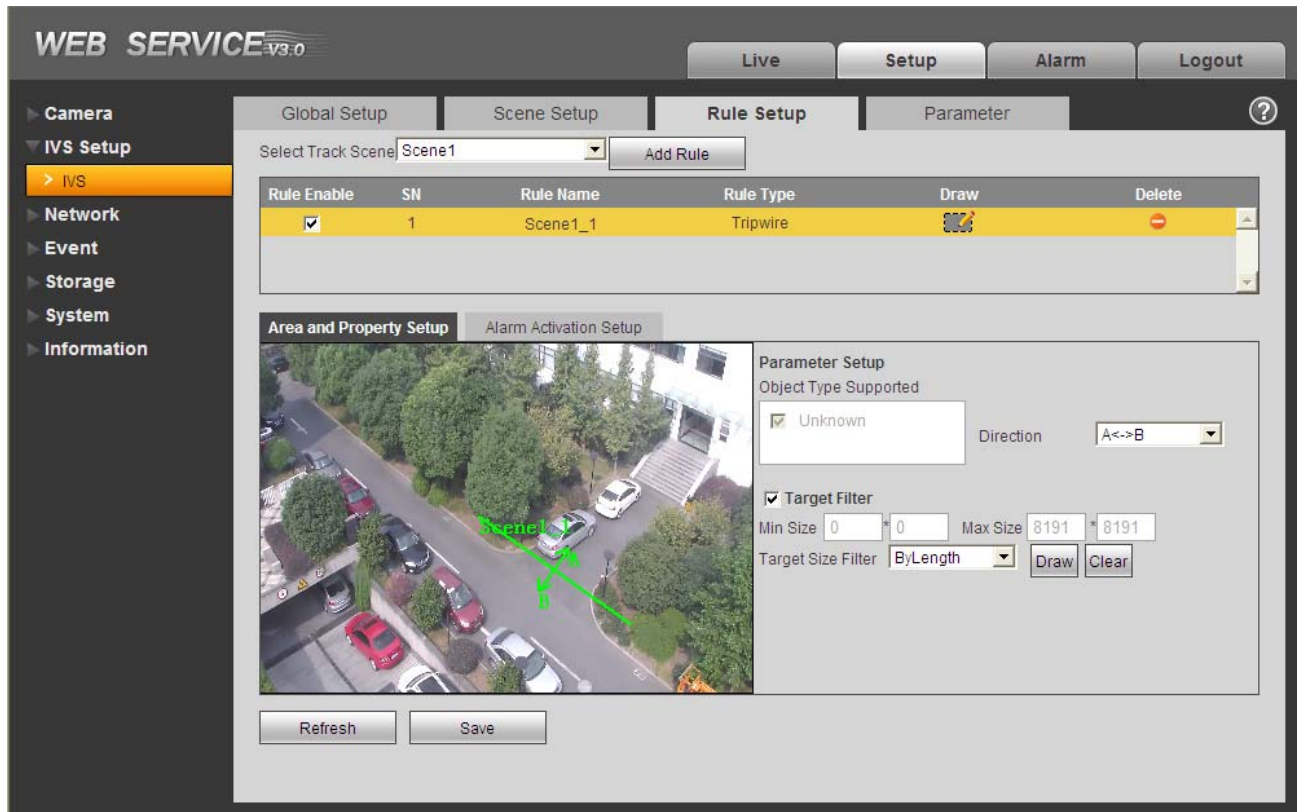 WEB SERVICE V3.0
Live Setup Alarm Logout
Camera
IVS Setup
> IVS
Network
Event
Storage
System
Information
Global Setup Scene Setup Rule Setup Parameter ?
Select Track Scene Scene1 Add Rule
Rule Enable SN Rule Name Rule Type Draw Delete
1 Scene1_1 Tripwire
Area and Property Setup Alarm Activation Setup
Scene1_1
A
B
Parameter Setup
Object Type Supported
Unknown
Direction A<->B
Target Filter
Min Size 0 * 0 Max Size 8191 * 8191
Target Size Filter ByLength Draw Clear
Refresh Save